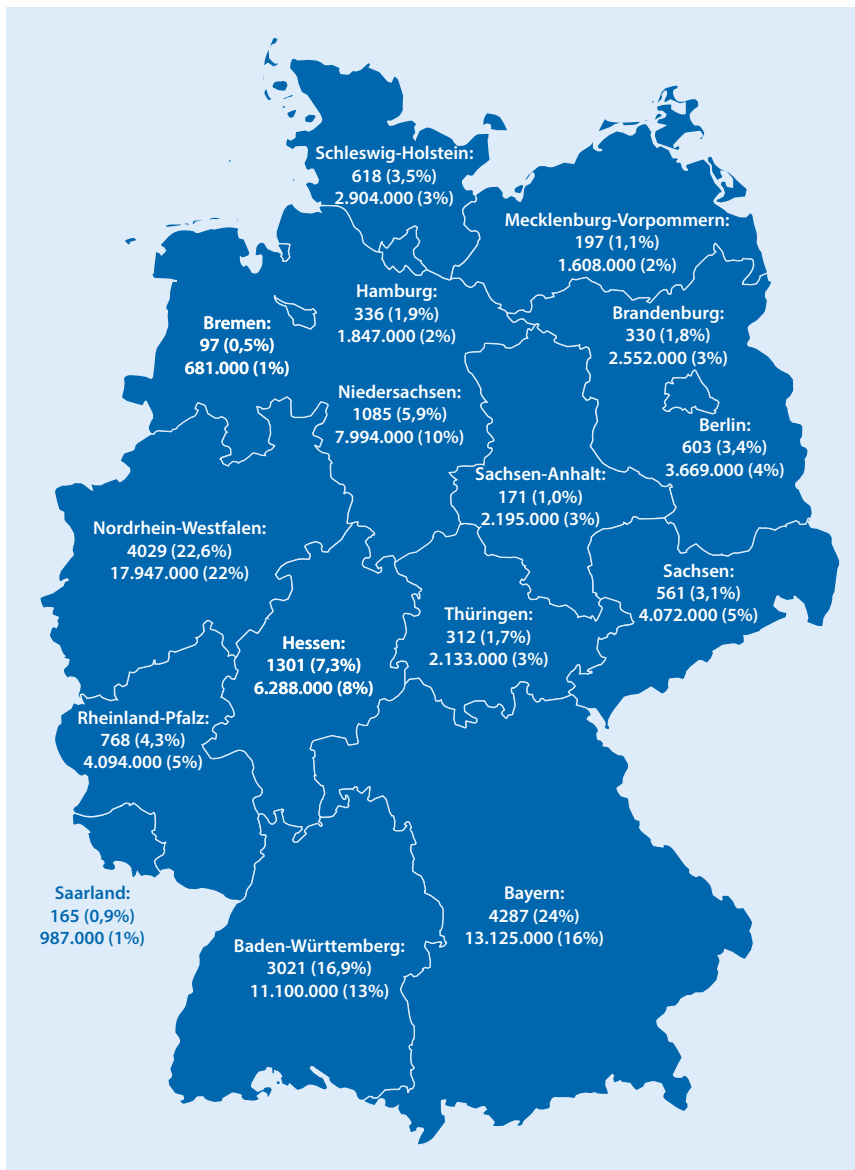 Schleswig-Holstein:
618 (3,5%)
2.904.000 (3%)
Mecklenburg-Vorpommern:
197 (1,1%)
1.608.000 (2%)
Hamburg:
336 (1,9%)
1.847.000 (2%)
Bremen:
97 (0,5%)
681.000 (1%)
Brandenburg:
330 (1,8%)
2.552.000 (3%)
Niedersachsen:
1085 (5,9%)
7.994.000 (10%)
Berlin:
603 (3,4%)
3.669.000 (4%)
Sachsen-Anhalt:
171 (1,0%)
2.195.000 (3%)
Nordrhein-Westfalen:
4029 (22,6%)
17.947.000 (22%)
Sachsen:
561 (3,1%)
4.072.000 (5%)
Thüringen:
312 (1,7%)
2.133.000 (3%)
Hessen:
1301 (7,3%)
6.288.000 (8%)
Rheinland-Pfalz:
768 (4,3%)
4.094.000 (5%)
Saarland:
165 (0,9%)
987.000 (1%)
Bayern:
4287 (24%)
13.125.000 (16%)
Baden-Württemberg:
3021 (16,9%)
11.100.000 (13%)